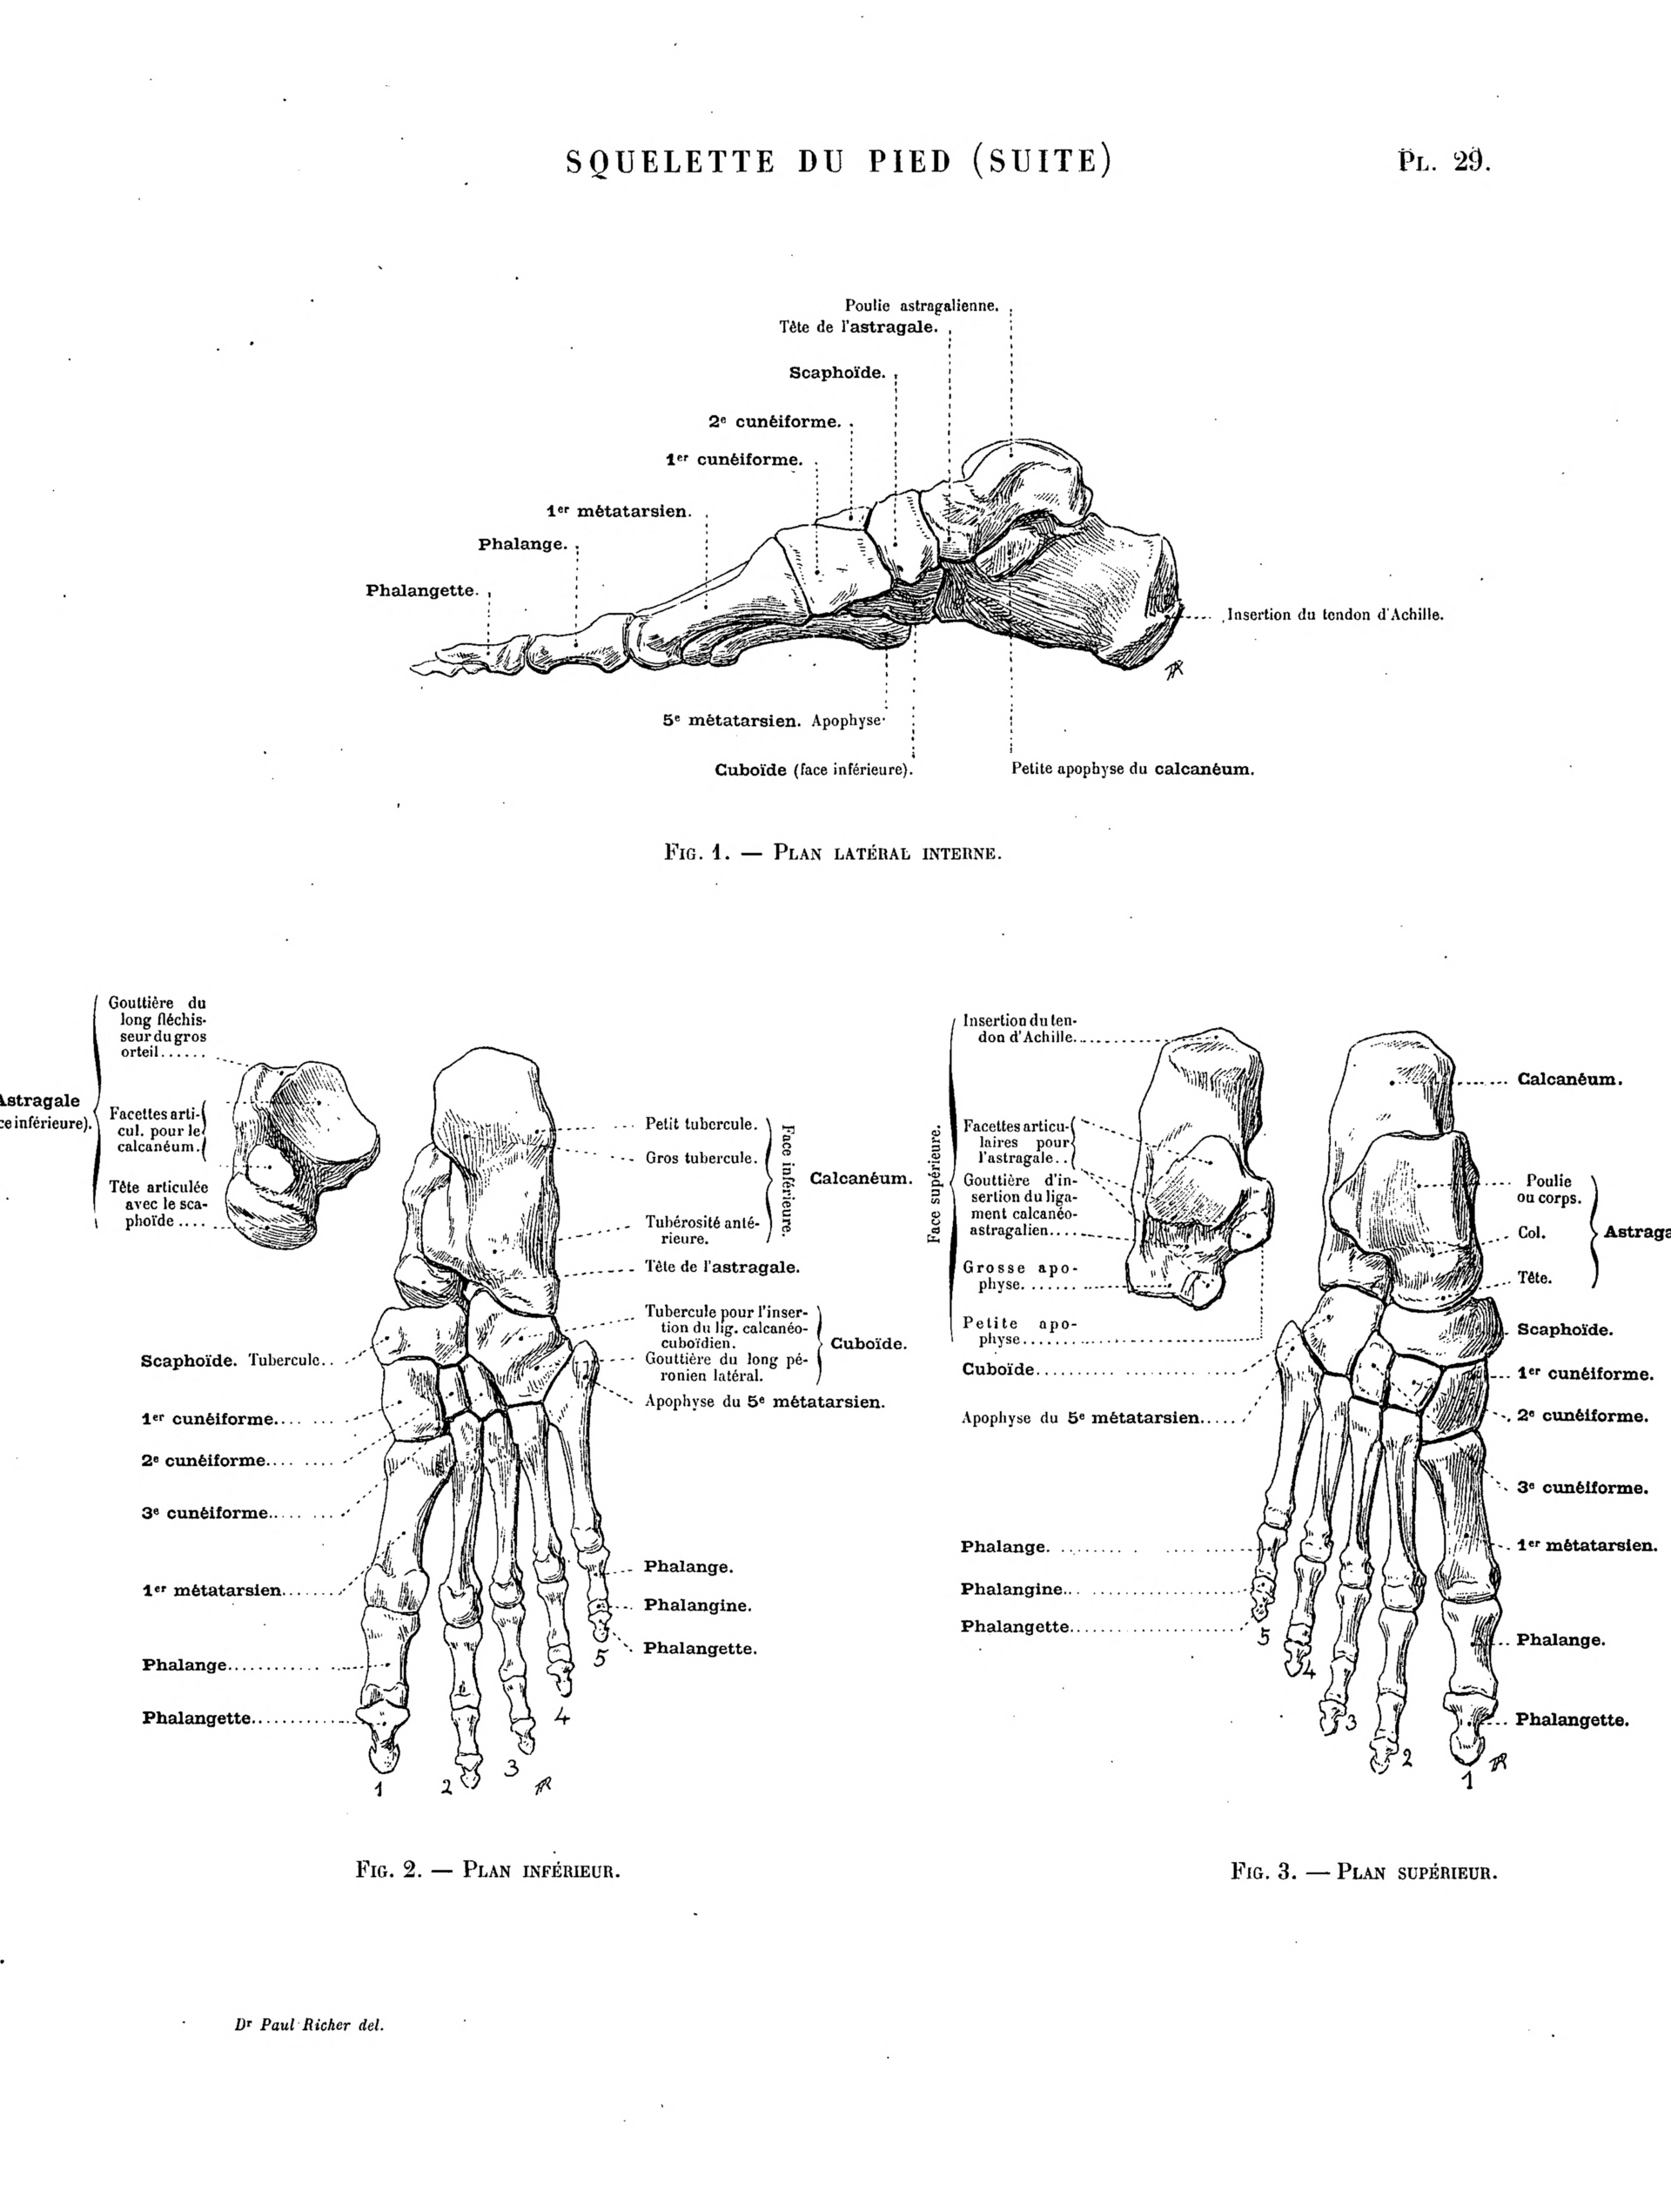 SQUELETTE DU PIED (SUITE)
PL. 29.
Poulie astragalienne.
Tête de l'astragale.
Scaphoïde.
2e cunéiforme.
1er cunéiforme.
1er métatarsien.
Phalange.
Phalangette.
Insertion du tendon d'Achille.
5e métatarsien. Apophyse
Cuboïde (face inférieure).
Petite apophyse du calcanéum.
FIG. 1. — PLAN LATÉRAL INTERNE.
Gouttière du
long fléchis-
seur du gros
orteil......
Astragale
ce inférieure).
Facettes arti-
cul. pour le
calcanéum.
Tête articulée
avec le sca-
phoïde ....
Petit tubercule.
Gros tubercule.
Tubérosité anté-
rieure.
Face inférieure.
Calcanéum.
Tête de l'astragale.
Tubercule pour l'inser-
tion du lig. calcanéo-
cuboïdien.
Gouttière du long pé-
ronien latéral.
Cuboïde.
Apophyse du 5e métatarsien.
Scaphoïde. Tubercule..
1er cunéiforme....
2e cunéiforme....
3e cunéiforme....
1er métatarsien......
Phalange............
Phalangette............
Phalange.
Phalangine.
Phalangette.
1
2
3
4
5
FIG. 2. — PLAN INFÉRIEUR.
Face supérieure.
Insertion du ten-
don d'Achille..
Facettes articu-
laires pour
l'astragale..
Gouttière d'in-
sertion du liga-
ment calcanéo-
astragalien....
Grosse apo-
physe.......
Petite apo-
physe.......
Cuboïde..........
Apophyse du 5e métatarsien.....
Phalange.
Phalangine..
Phalangette..
Calcanéum.
Poulie
ou corps.
Col.
Tête.
Astraga
Scaphoïde.
1er cunéiforme.
2e cunéiforme.
3e cunéiforme.
1er métatarsien.
Phalange.
Phalangette.
5
4
3
2
1
FIG. 3. — PLAN SUPÉRIEUR.
Dr Paul Richer del.